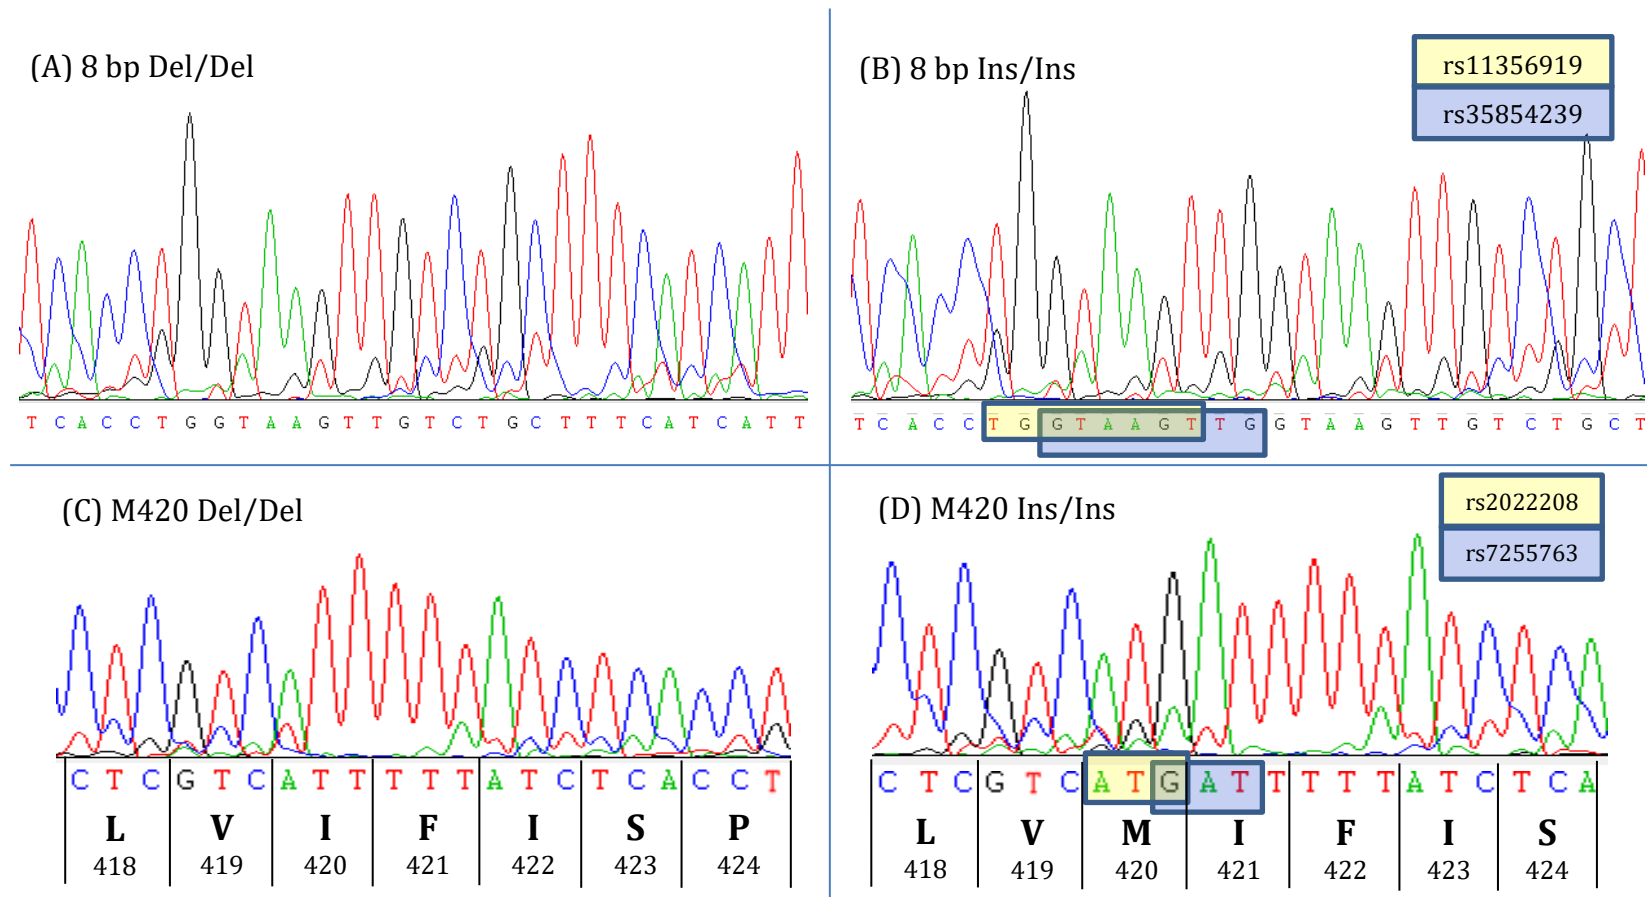 (A) 8 bp Del/Del
T C A C C T G G T A A G T T G T C T G C T T T C A T C A T T
(B) 8 bp Ins/Ins
rs11356919
rs35854239
T C A C C T G G T A A G T T G G T A A G T T G T C T G C T
(C) M420 Del/Del
C T C G T C A T T T T T A T C T C A C C T
L V I F I S P
418 419 420 421 422 423 424
(D) M420 Ins/Ins
rs2022208
rs7255763
C T C G T C A T G A T T T T T A T C T C A
L V M I F I S
418 419 420 421 422 423 424